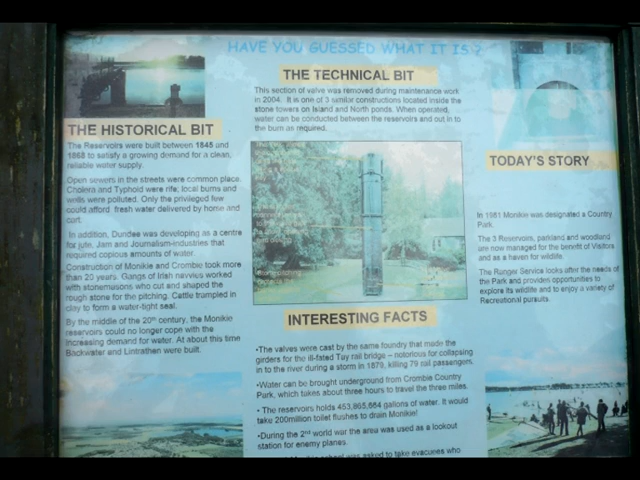 HAVE YOU GUESSED WHAT IT IS ?
THE HISTORICAL BIT
The Reservoirs were built between 1845 and
1868 to satisfy a growing demand for a clean,
reliable water supply.
Open sewers in the streets were common place.
Cholera and Typhoid were rife, local burns and
wells were polluted. Only the privileged few
could afford fresh water delivered by horse and
cart.
In addition, Dundee was developing as a centre
for jute, Jam and Journalism-industries that
required copious amounts of water.
Construction of Monikie and Crombie took more
than 20 years. Gangs of Irish navvies worked
with stonemasons who cut and shaped the
rough stone for the pitching. Cattle trampled in
clay to form a water-tight seal.
By the middle of the 20th century, the Monikie
reservoirs could no longer cope with the
increasing demand for water. At about this time
Backwater and Lintrathen were built.
THE TECHNICAL BIT
This section of valve was removed during maintenance work
in 2004. It is one of 3 similar constructions located inside the
stone towers on Island and North ponds. When operated,
water can be conducted between the reservoirs and out in to
the burn as required.
INTERESTING FACTS
•The valves were cast by the same foundry that made the
girders for the ill-fated Tay rail bridge – notorious for collapsing
in to the river during a storm in 1879, killing 79 rail passengers.
•Water can be brought underground from Crombie Country
Park, which takes about three hours to travel the three miles.
• The reservoirs holds 453,865,664 gallons of water. It would
take 200million toilet flushes to drain Monikie!
•During the 2nd world war the area was used as a lookout
station for enemy planes.
school was asked to take evacuees who
TODAY'S STORY
In 1981 Monikie was designated a Country
Park.
The 3 Reservoirs, parkland and woodland
are now managed for the benefit of Visitors
and as a haven for wildlife.
The Ranger Service looks after the needs of
the Park and provides opportunities to
explore its wildlife and to enjoy a variety of
Recreational pursuits.